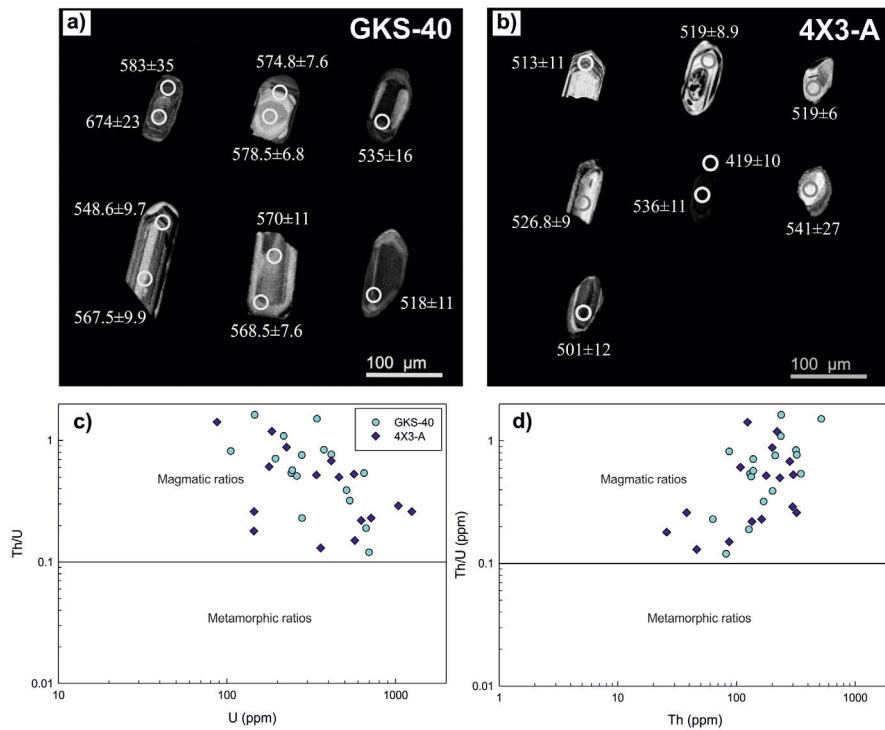 a)
GKS-40
583±35
674±23
574.8±7.6
578.5±6.8
535±16
548.6±9.7
567.5±9.9
570±11
568.5±7.6
518±11
100 µm
b)
4X3-A
513±11
519±8.9
519±6
526.8±9
419±10
536±11
541±27
501±12
100 µm
c)
GKS-40
4X3-A
1
Magmatic ratios
Th/U
0.1
Metamorphic ratios
0.01
10
100
1000
U (ppm)
d)
1
Magmatic ratios
Th/U (ppm)
0.1
Metamorphic ratios
0.01
1
10
100
1000
Th (ppm)